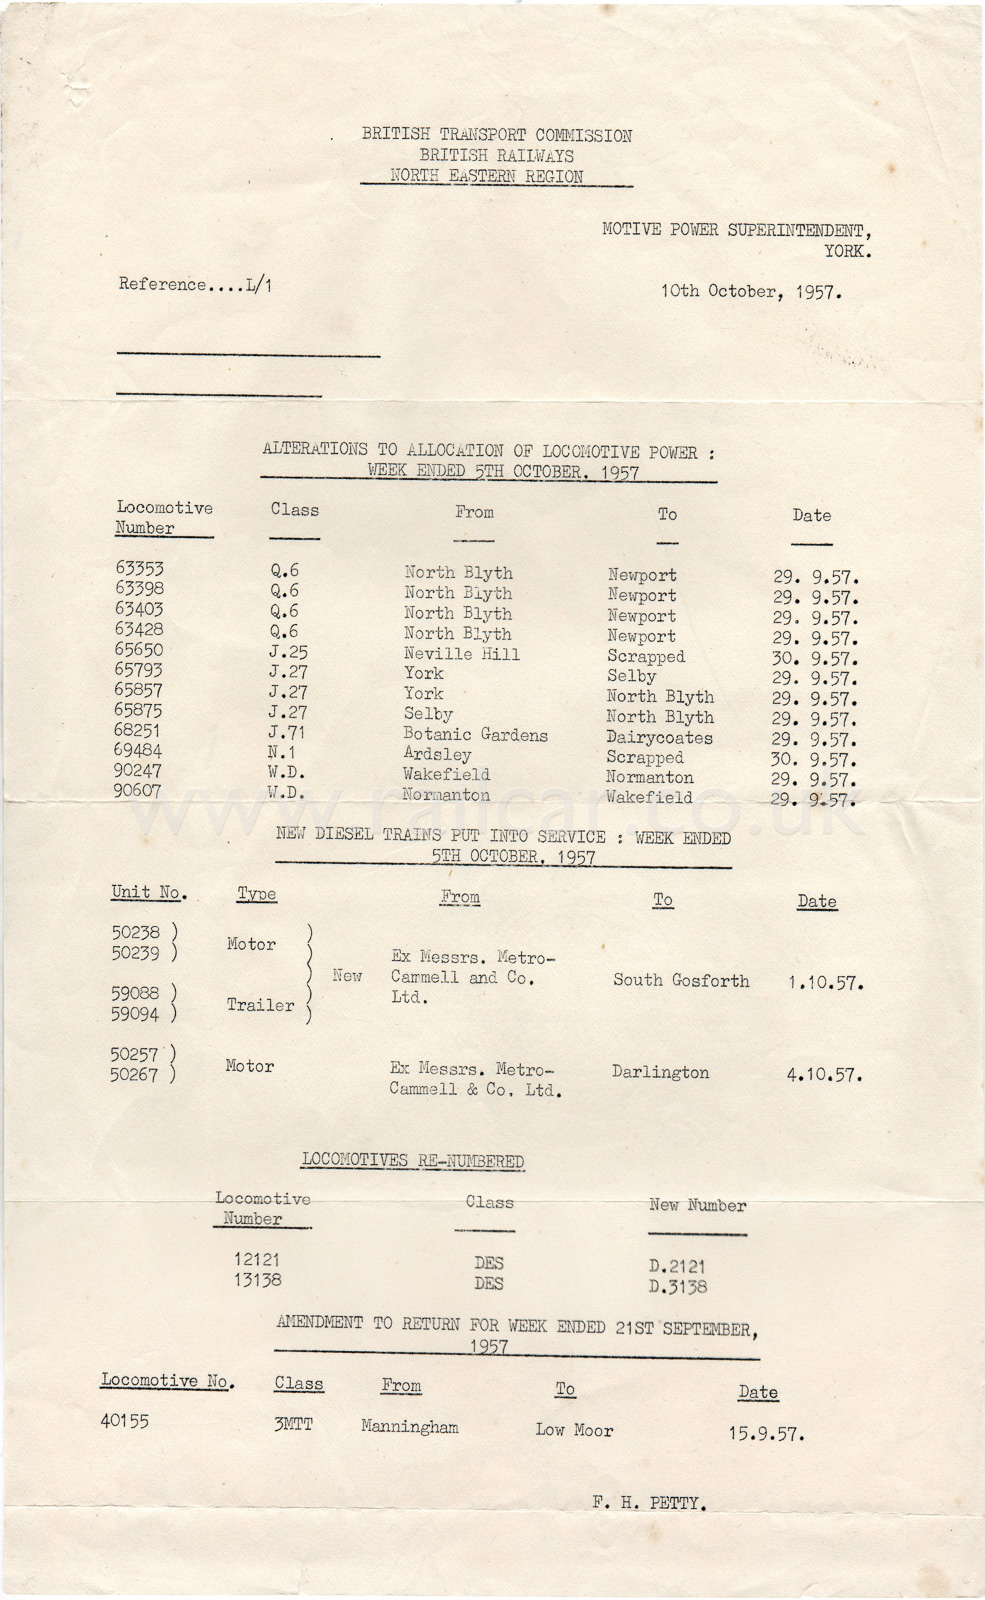 BRITISH TRANSPORT COMMISSION
BRITISH RAILWAYS
NORTH EASTERN REGION
MOTIVE POWER SUPERINTENDENT,
YORK.
Reference....L/1
10th October, 1957.
ALTERATIONS TO ALLOCATION OF LOCOMOTIVE POWER :
WEEK ENDED 5TH OCTOBER, 1957
Locomotive Number Class From To Date
63353 Q.6 North Blyth Newport 29. 9.57.
63398 Q.6 North Blyth Newport 29. 9.57.
63403 Q.6 North Blyth Newport 29. 9.57.
63428 Q.6 North Blyth Newport 29. 9.57.
65650 J.25 Neville Hill Scrapped 30. 9.57.
65793 J.27 York Selby 29. 9.57.
65857 J.27 York North Blyth 29. 9.57.
65875 J.27 Selby North Blyth 29. 9.57.
68251 J.71 Botanic Gardens Dairycoates 29. 9.57.
69484 N.1 Ardsley Scrapped 30. 9.57.
90247 W.D. Wakefield Normanton 29. 9.57.
90607 W.D. Normanton Wakefield 29. 9.57.
www.railcar.co.uk
NEW DIESEL TRAINS PUT INTO SERVICE : WEEK ENDED
5TH OCTOBER, 1957
Unit No. Type From To Date
50238 )
50239 ) Motor )
Ex Messrs. Metro-
) New Cammell and Co. South Gosforth 1.10.57.
Ltd.
59088 )
59094 ) Trailer )
50257 ) Motor Ex Messrs. Metro- Darlington 4.10.57.
50267 ) Cammell & Co. Ltd.
LOCOMOTIVES RE-NUMBERED
Locomotive Number Class New Number
12121 DES D.2121
13138 DES D.3138
AMENDMENT TO RETURN FOR WEEK ENDED 21ST SEPTEMBER,
1957
Locomotive No. Class From To Date
40155 3MTT Manningham Low Moor 15.9.57.
F. H. PETTY.